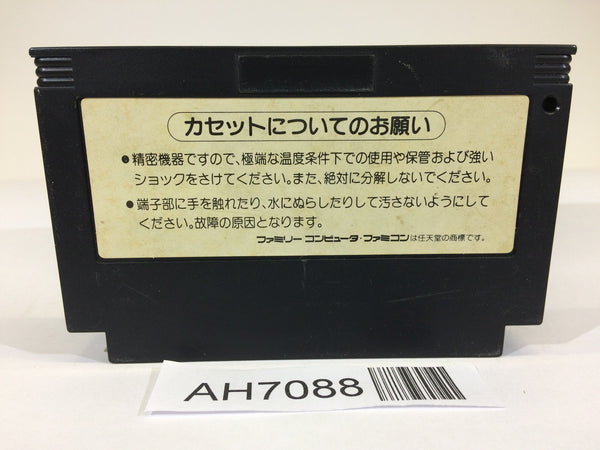 カセットについてのお願い
●精密機器ですので、極端な温度条件下での使用や保管および強い
ショックをさけてください。また、絶対に分解しないでください。
●端子部に手を触れたり、水にぬらしたりして汚さないようにして
ください。故障の原因となります。
ファミリーコンピュータ・ファミコンは任天堂の商標です。
AH7088